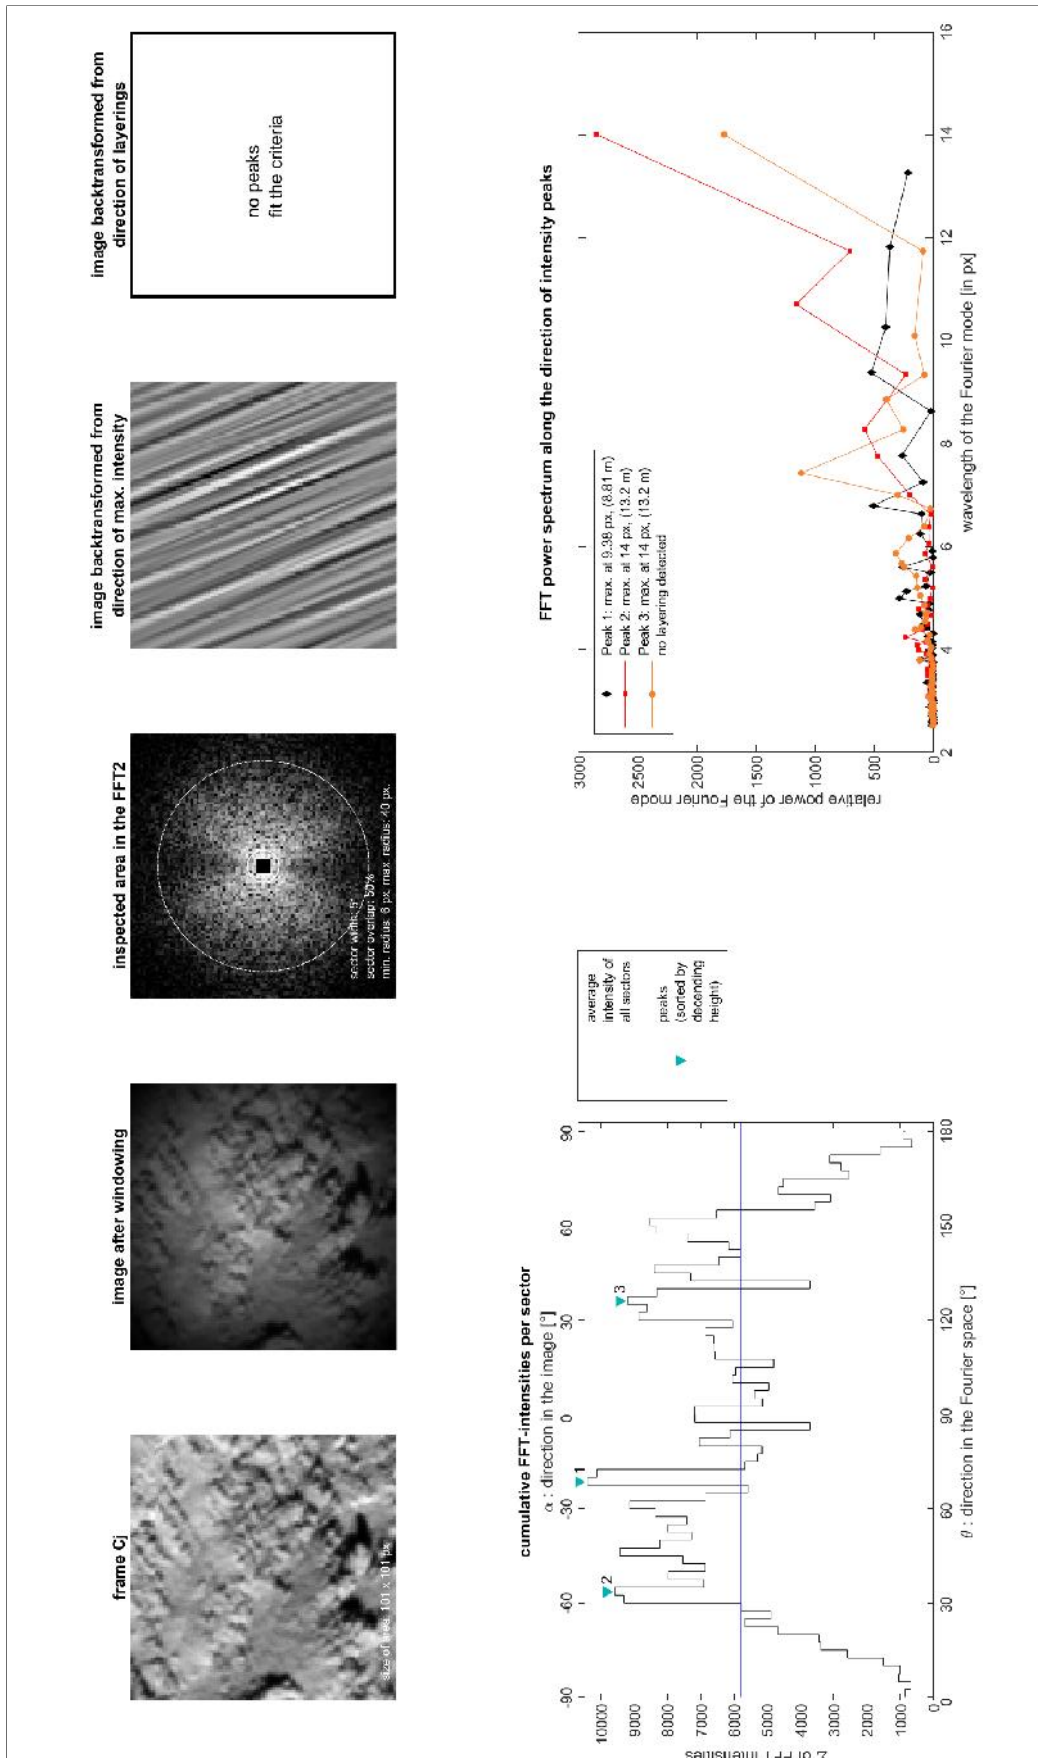 frame Cj
size of area: 101 x 101 px
image after windowing
inspected area in the FFT2
sector width: 5°
sector overlap: 50%
min. radius: 6 px, max. radius: 40 px.
image backtransformed from
direction of max. intensity
image backtransformed from
direction of layerings
no peaks
fit the criteria
cumulative FFT-intensities per sector
α : direction in the image [°]
-90 -60 -30 0 30 60 90
10000
9000
8000
7000
6000
5000
4000
3000
2000
1000
0
Σ of FFT intensities
2
1
3
0 30 60 90 120 150 180
θ : direction in the Fourier space [°]
average
intensity of
all sectors
peaks
(sorted by
decending
height)
FFT power spectrum along the direction of intensity peaks
Peak 1: max. at 9.38 px, (8.81 m)
Peak 2: max. at 14 px, (13.2 m)
Peak 3: max. at 14 px, (13.2 m)
no layering detected
3000
2500
2000
1500
1000
500
0
relative power of the Fourier mode
2 4 6 8 10 12 14 16
wavelength of the Fourier mode [in px]